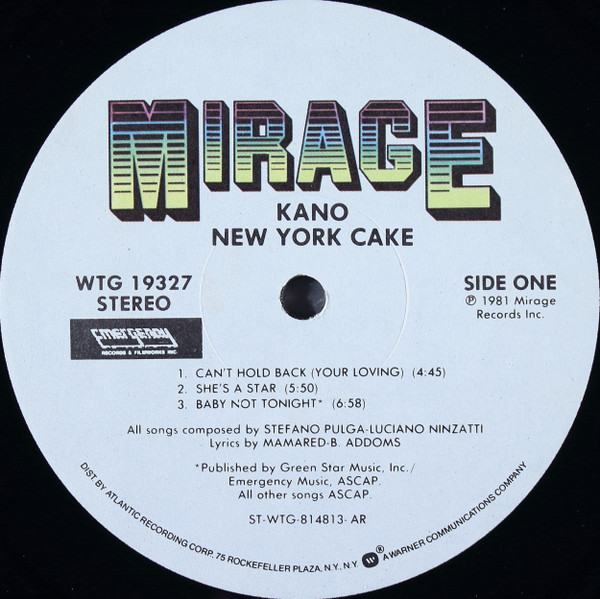 MIRAGE
KANO
NEW YORK CAKE
WTG 19327
STEREO
SIDE ONE
℗ 1981 Mirage
Records Inc.
Emergency
RECORDS & FILMWORKS INC.
1. CAN'T HOLD BACK (YOUR LOVING) (4:45)
2. SHE'S A STAR (5:50)
3. BABY NOT TONIGHT* (6:58)
All songs composed by STEFANO PULGA-LUCIANO NINZATTI
Lyrics by MAMARED-B. ADDOMS
*Published by Green Star Music, Inc./
Emergency Music, ASCAP.
All other songs ASCAP.
ST-WTG-814813-AR
DIST. BY ATLANTIC RECORDING CORP. 75 ROCKEFELLER PLAZA, N.Y., N.Y. W® A WARNER COMMUNICATIONS COMPANY